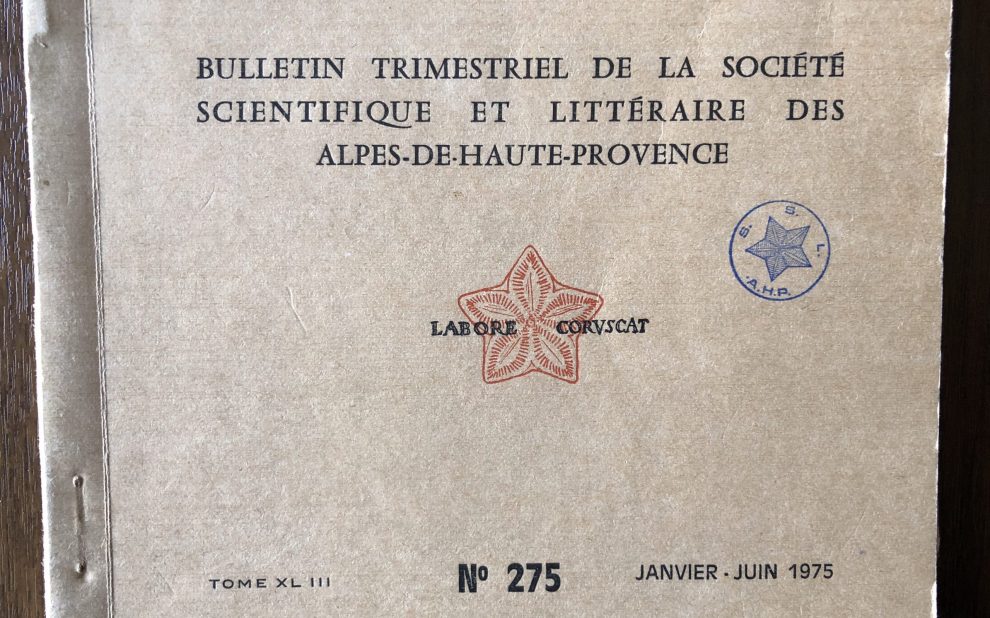 BULLETIN TRIMESTRIEL DE LA SOCIÉTÉ
SCIENTIFIQUE ET LITTÉRAIRE DES
ALPES-DE-HAUTE-PROVENCE
S. S. L.
A.H.P.
LABORE CORVSCAT
TOME XL III Nº 275 JANVIER - JUIN 1975